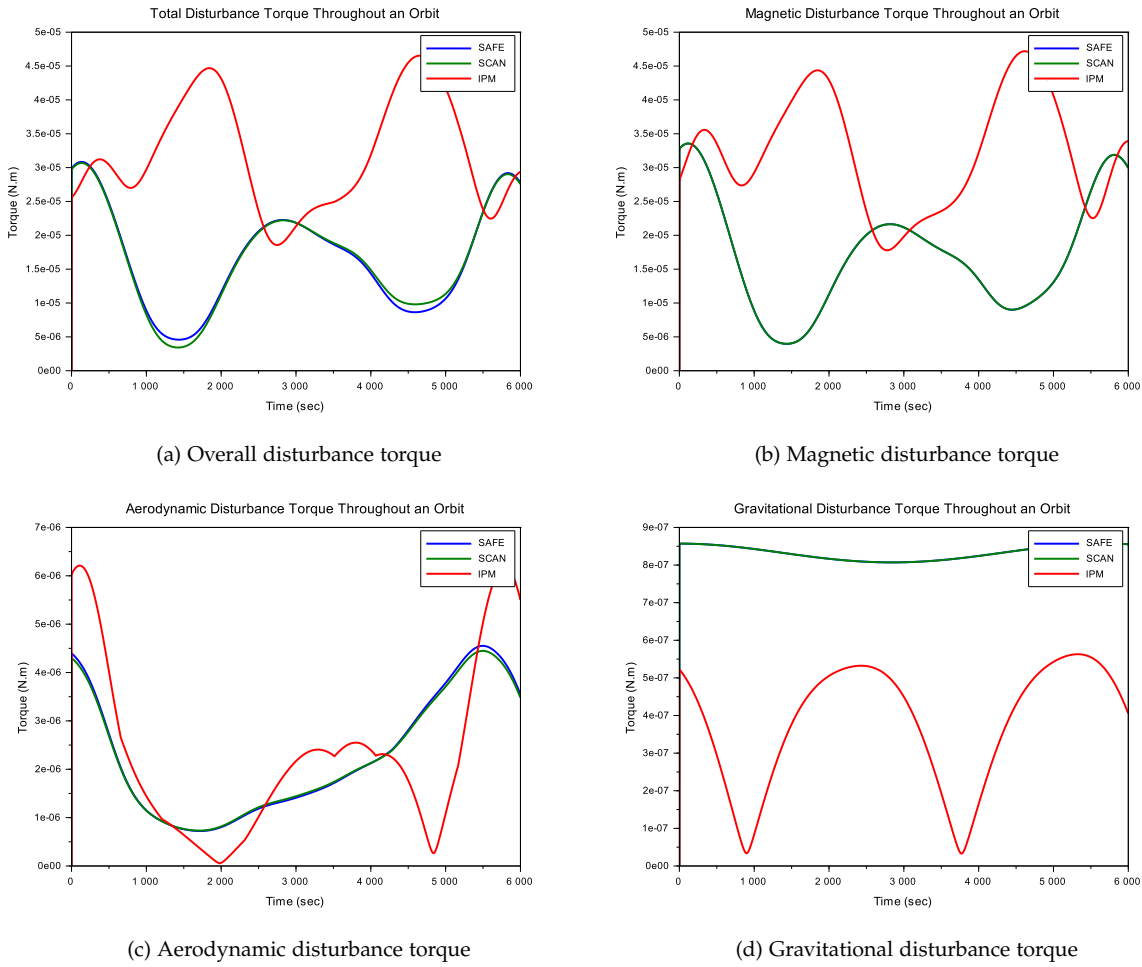 Total Disturbance Torque Throughout an Orbit
5e-05
4.5e-05
4e-05
3.5e-05
3e-05
2.5e-05
2e-05
1.5e-05
1e-05
5e-06
0e00
Torque (N.m)
SAFE
SCAN
IPM
0
1 000
2 000
3 000
4 000
5 000
6 000
Time (sec)
(a) Overall disturbance torque
Magnetic Disturbance Torque Throughout an Orbit
5e-05
4.5e-05
4e-05
3.5e-05
3e-05
2.5e-05
2e-05
1.5e-05
1e-05
5e-06
0e00
Torque (N.m)
SAFE
SCAN
IPM
0
1 000
2 000
3 000
4 000
5 000
6 000
Time (sec)
(b) Magnetic disturbance torque
Aerodynamic Disturbance Torque Throughout an Orbit
7e-06
6e-06
5e-06
4e-06
3e-06
2e-06
1e-06
0e00
Torque (N.m)
SAFE
SCAN
IPM
0
1 000
2 000
3 000
4 000
5 000
6 000
Time (sec)
(c) Aerodynamic disturbance torque
Gravitational Disturbance Torque Throughout an Orbit
9e-07
8e-07
7e-07
6e-07
5e-07
4e-07
3e-07
2e-07
1e-07
0e00
Torque (N.m)
SAFE
SCAN
IPM
0
1 000
2 000
3 000
4 000
5 000
6 000
Time (sec)
(d) Gravitational disturbance torque